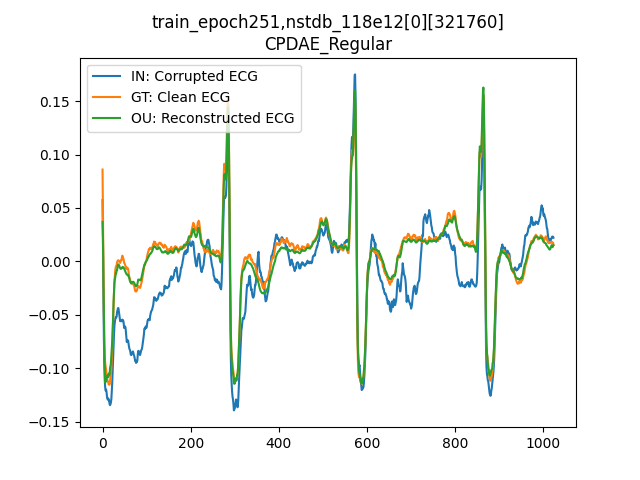 train_epoch251,nstdb_118e12[0][321760]
CPDAE_Regular
IN: Corrupted ECG
GT: Clean ECG
OU: Reconstructed ECG
0.15
0.10
0.05
0.00
−0.05
−0.10
−0.15
0 200 400 600 800 1000